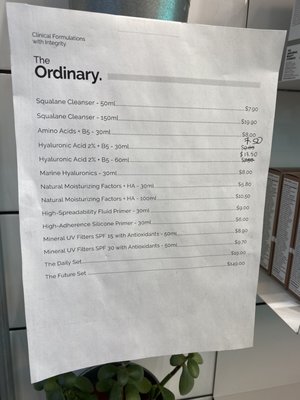 Clinical Formulations
with Integrity
The
Ordinary.
Squalane Cleanser - 50ml $7.90
Squalane Cleanser - 150ml $19.90
Amino Acids + B5 - 30ml $8.00
Hyaluronic Acid 2% + B5 - 30ml 7.50
Hyaluronic Acid 2% + B5 - 60ml $13.50
Marine Hyaluronics - 30ml $8.00
Natural Moisturizing Factors + HA - 30ml $5.80
Natural Moisturizing Factors + HA - 100ml $10.50
High-Spreadability Fluid Primer - 30ml $9.00
High-Adherence Silicone Primer - 30ml $6.00
Mineral UV Filters SPF 15 with Antioxidants - 50ml $8.90
Mineral UV Filters SPF 30 with Antioxidants - 50ml $9.70
The Daily Set
The Future Set $149.00